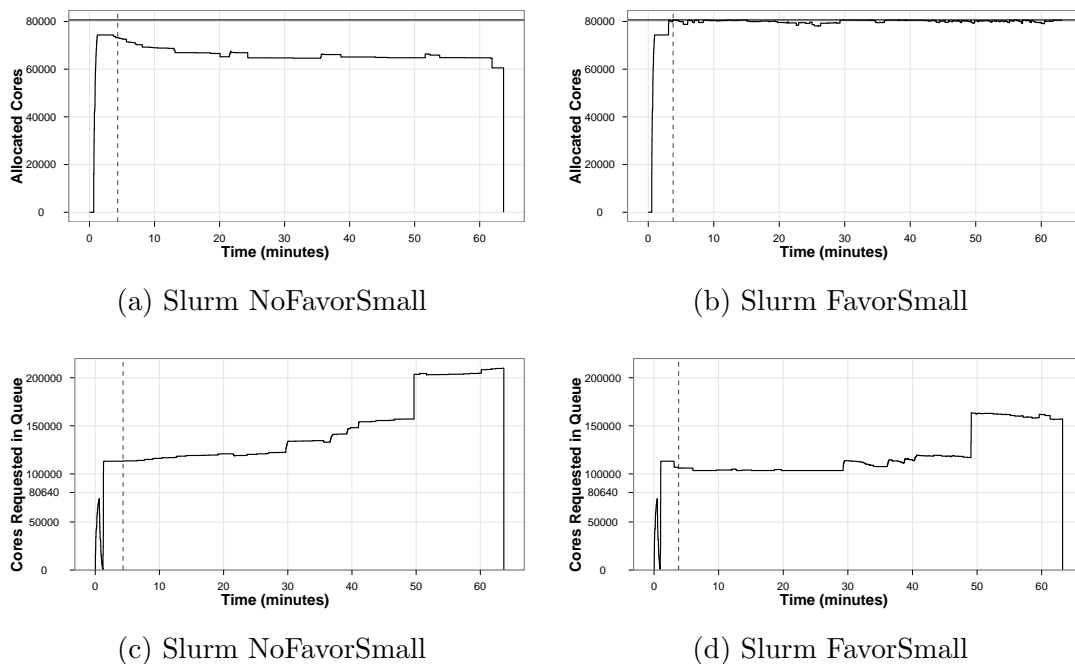 80000
60000
40000
20000
0
Allocated Cores
0 10 20 30 40 50 60
Time (minutes)
(a) Slurm NoFavorSmall
80000
60000
40000
20000
0
Allocated Cores
0 10 20 30 40 50 60
Time (minutes)
(b) Slurm FavorSmall
200000
150000
100000
80640
50000
0
Cores Requested in Queue
0 10 20 30 40 50 60
Time (minutes)
(c) Slurm NoFavorSmall
200000
150000
100000
80640
50000
0
Cores Requested in Queue
0 10 20 30 40 50 60
Time (minutes)
(d) Slurm FavorSmall